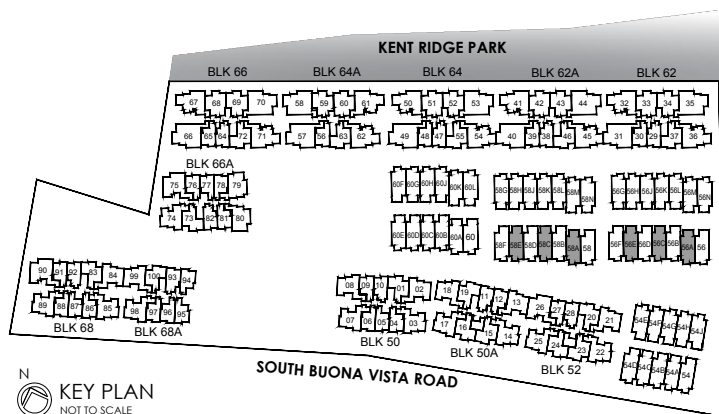 KENT RIDGE PARK
BLK 66 BLK 64A BLK 64 BLK 62A BLK 62
67 68 69 70 58 59 60 61 50 51 52 53 41 42 43 44 32 33 34 35
66 65 64 72 71 57 56 63 62 49 48 47 55 54 40 39 38 46 45 31 30 29 37 36
BLK 66A
75 76 77 78 79 60F 60G 60H 60J 60K 60L 58G 58H 58J 58K 58L 58M 58N 56G 56H 56J 56K 56L 56M 56N
74 73 82 81 80 60E 60D 60C 60B 60A 60 58F 58E 58D 58C 58B 58A 58 56F 56E 56D 56C 56B 56A 56
90 91 92 83 84 99 100 93 94 08 09 10 01 02 18 19 11 12 13 26 27 28 20 21 54E 54F 54G 54H 54J
89 88 87 86 85 98 97 96 95 07 06 05 04 03 17 16 15 14 25 24 23 22 54D 54C 54B 54A 54
BLK 68 BLK 68A BLK 50 BLK 50A BLK 52
SOUTH BUONA VISTA ROAD
N
KEY PLAN
NOT TO SCALE